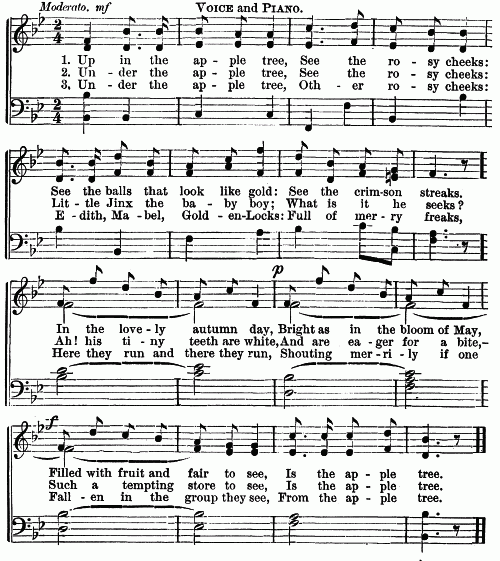 Moderato. mf VOICE and PIANO.
1. Up in the ap - ple tree, See the ro - sy cheeks:
2. Un - der the ap - ple tree, See the ro - sy cheeks:
3, Un - der the ap - ple tree, Oth - er ro - sy cheeks:
See the balls that look like gold: See the crim-son streaks.
Lit - tle Jinx the ba - by boy; What is it he seeks?
E - dith, Ma - bel, Gold - en-Locks: Full of mer - ry freaks,
p
In the love - ly autumn day, Bright as in the bloom of May,
Ah! his ti - ny teeth are white, And are ea - ger for a bite,–
Here they run and there they run, Shouting mer - ri - ly if one
f
Filled with fruit and fair to see, Is the ap - ple tree.
Such a tempting store to see, Is the ap - ple tree.
Fall - en in the group they see, From the ap - ple tree.